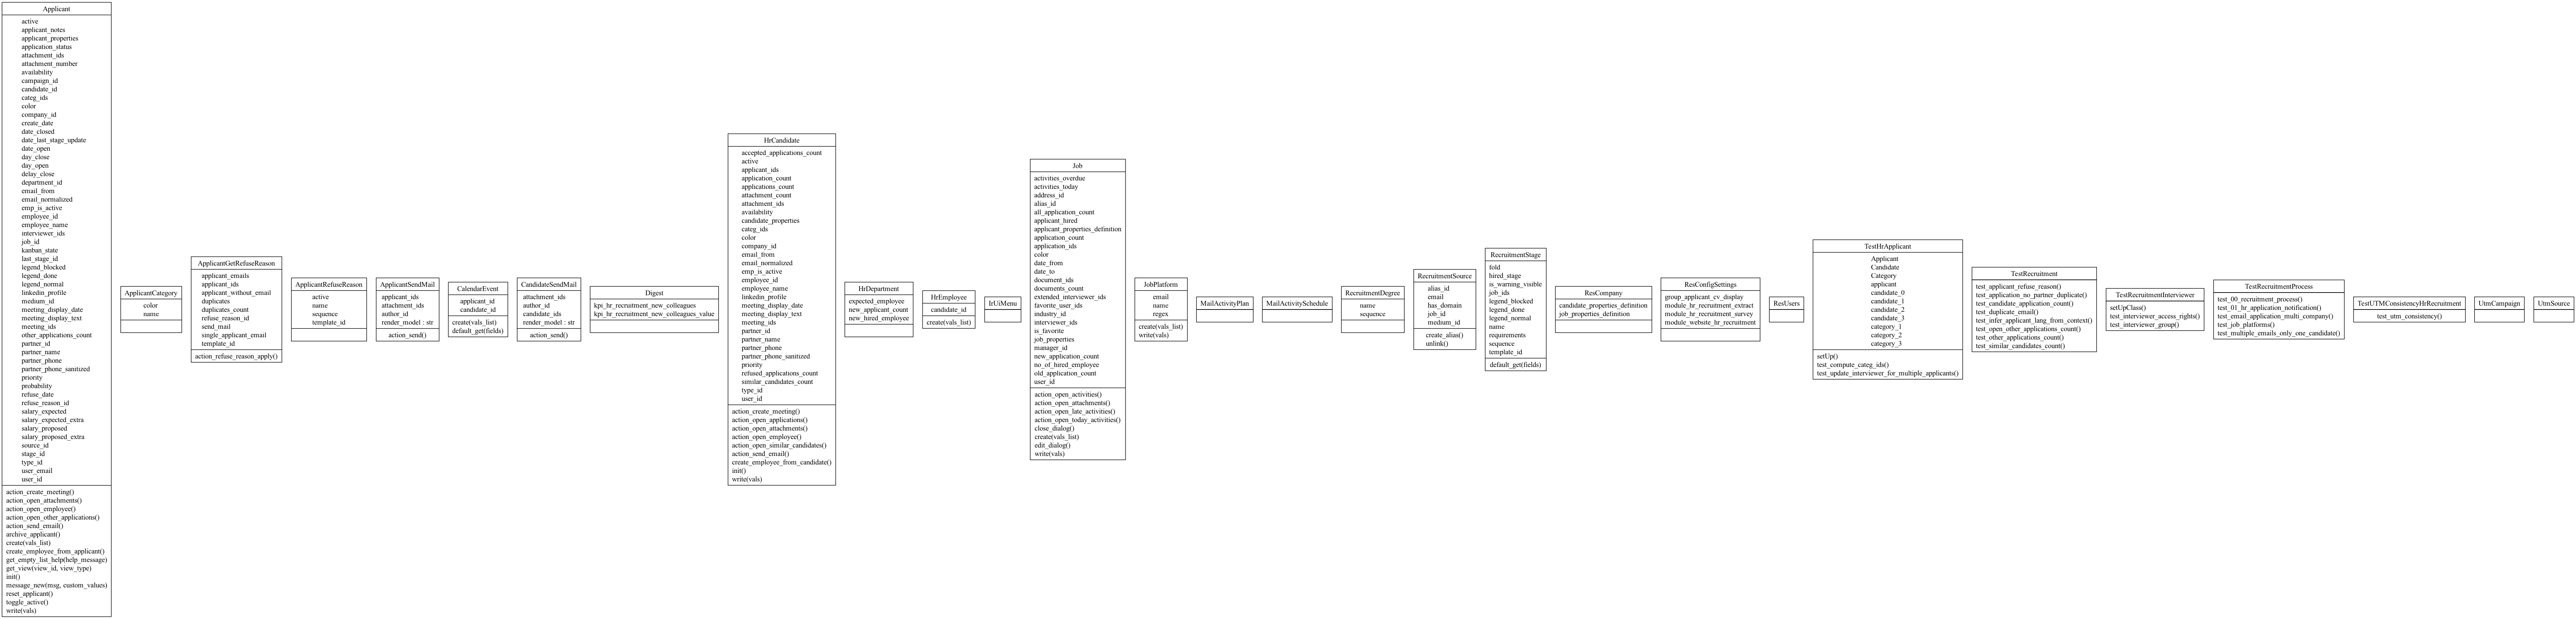 Applicant
active
applicant_notes
applicant_properties
application_status
attachment_ids
attachment_number
availability
campaign_id
candidate_id
categ_ids
color
company_id
create_date
date_closed
date_last_stage_update
date_open
day_close
day_open
delay_close
department_id
email_from
email_normalized
emp_is_active
employee_id
employee_name
interviewer_ids
job_id
kanban_state
last_stage_id
legend_blocked
legend_done
legend_normal
linkedin_profile
medium_id
meeting_display_date
meeting_display_text
meeting_ids
other_applications_count
partner_id
partner_name
partner_phone
partner_phone_sanitized
priority
probability
refuse_date
refuse_reason_id
salary_expected
salary_expected_extra
salary_proposed
salary_proposed_extra
source_id
stage_id
type_id
user_email
user_id
action_create_meeting()
action_open_attachments()
action_open_employee()
action_open_other_applications()
action_send_email()
archive_applicant()
create(vals_list)
create_employee_from_applicant()
get_empty_list_help(help_message)
get_view(view_id, view_type)
init()
message_new(msg, custom_values)
reset_applicant()
toggle_active()
write(vals)
ApplicantCategory
color
name
ApplicantGetRefuseReason
applicant_emails
applicant_ids
applicant_without_email
duplicates
duplicates_count
refuse_reason_id
send_mail
single_applicant_email
template_id
action_refuse_reason_apply()
ApplicantRefuseReason
active
name
sequence
template_id
ApplicantSendMail
applicant_ids
attachment_ids
author_id
render_model : str
action_send()
CalendarEvent
applicant_id
candidate_id
create(vals_list)
default_get(fields)
CandidateSendMail
attachment_ids
author_id
candidate_ids
render_model : str
action_send()
Digest
kpi_hr_recruitment_new_colleagues
kpi_hr_recruitment_new_colleagues_value
HrCandidate
accepted_applications_count
active
applicant_ids
application_count
applications_count
attachment_count
attachment_ids
availability
candidate_properties
categ_ids
color
company_id
email_from
email_normalized
emp_is_active
employee_id
employee_name
linkedin_profile
meeting_display_date
meeting_display_text
meeting_ids
partner_id
partner_name
partner_phone
partner_phone_sanitized
priority
refused_applications_count
similar_candidates_count
type_id
user_id
action_create_meeting()
action_open_applications()
action_open_attachments()
action_open_employee()
action_open_similar_candidates()
action_send_email()
create_employee_from_candidate()
init()
write(vals)
HrDepartment
expected_employee
new_applicant_count
new_hired_employee
HrEmployee
candidate_id
create(vals_list)
IrUiMenu
Job
activities_overdue
activities_today
address_id
alias_id
all_application_count
applicant_hired
applicant_properties_definition
application_count
application_ids
color
date_from
date_to
document_ids
documents_count
extended_interviewer_ids
favorite_user_ids
industry_id
interviewer_ids
is_favorite
job_properties
manager_id
new_application_count
no_of_hired_employee
old_application_count
user_id
action_open_activities()
action_open_attachments()
action_open_late_activities()
action_open_today_activities()
close_dialog()
create(vals_list)
edit_dialog()
write(vals)
JobPlatform
email
name
regex
create(vals_list)
write(vals)
MailActivityPlan
MailActivitySchedule
RecruitmentDegree
name
sequence
RecruitmentSource
alias_id
email
has_domain
job_id
medium_id
create_alias()
unlink()
RecruitmentStage
fold
hired_stage
is_warning_visible
job_ids
legend_blocked
legend_done
legend_normal
name
requirements
sequence
template_id
default_get(fields)
ResCompany
candidate_properties_definition
job_properties_definition
ResConfigSettings
group_applicant_cv_display
module_hr_recruitment_extract
module_hr_recruitment_survey
module_website_hr_recruitment
ResUsers
TestHrApplicant
Applicant
Candidate
Category
applicant
candidate_0
candidate_1
candidate_2
candidate_3
category_1
category_2
category_3
setUp()
test_compute_categ_ids()
test_update_interviewer_for_multiple_applicants()
TestRecruitment
test_applicant_refuse_reason()
test_application_no_partner_duplicate()
test_candidate_application_count()
test_duplicate_email()
test_infer_applicant_lang_from_context()
test_open_other_applications_count()
test_other_applications_count()
test_similar_candidates_count()
TestRecruitmentInterviewer
setUpClass()
test_interviewer_access_rights()
test_interviewer_group()
TestRecruitmentProcess
test_00_recruitment_process()
test_01_hr_application_notification()
test_email_application_multi_company()
test_job_platforms()
test_multiple_emails_only_one_candidate()
TestUTMConsistencyHrRecruitment
test_utm_consistency()
UtmCampaign
UtmSource